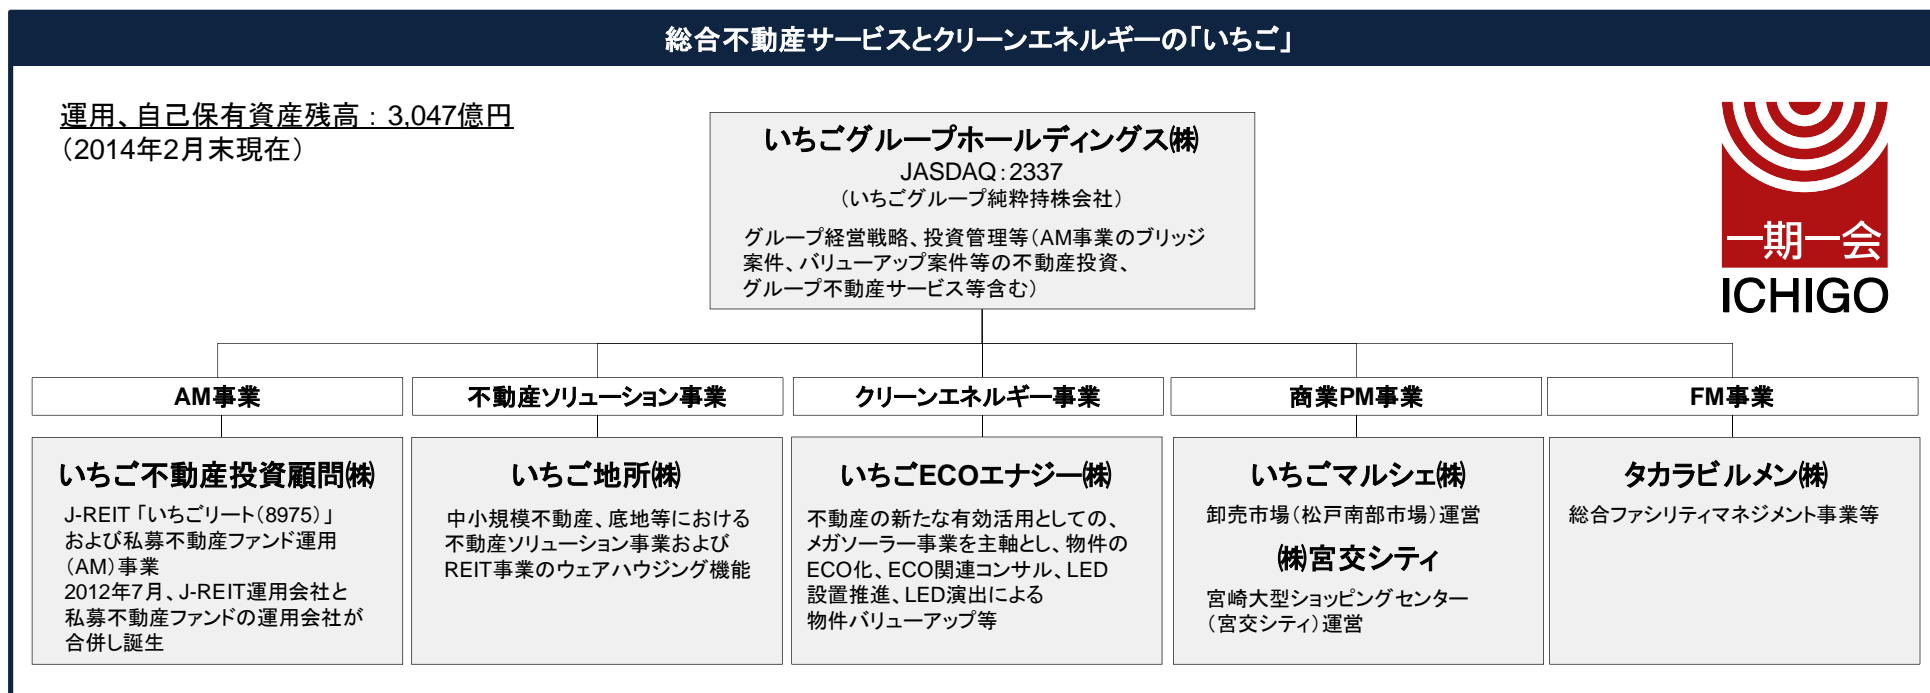 総合不動産サービスとクリーンエネルギーの「いちご」
運用、自己保有資産残高：3,047億円
（2014年2月末現在）
いちごグループホールディングス㈱
JASDAQ：2337
（いちごグループ純粋持株会社）
グループ経営戦略、投資管理等（AM事業のブリッジ
案件、バリューアップ案件等の不動産投資、
グループ不動産サービス等含む）
一期一会
ICHIGO
AM事業
いちご不動産投資顧問㈱
J-REIT「いちごリート（8975）」
および私募不動産ファンド運用
（AM）事業
2012年7月、J-REIT運用会社と
私募不動産ファンドの運用会社が
合併し誕生
不動産ソリューション事業
いちご地所㈱
中小規模不動産、底地等における
不動産ソリューション事業および
REIT事業のウェアハウジング機能
クリーンエネルギー事業
いちごECOエナジー㈱
不動産の新たな有効活用としての、
メガソーラー事業を主軸とし、物件の
ECO化、ECO関連コンサル、LED
設置推進、LED演出による
物件バリューアップ等
商業PM事業
いちごマルシェ㈱
卸売市場（松戸南部市場）運営
㈱宮交シティ
宮崎大型ショッピングセンター
（宮交シティ）運営
FM事業
タカラビルメン㈱
総合ファシリティマネジメント事業等